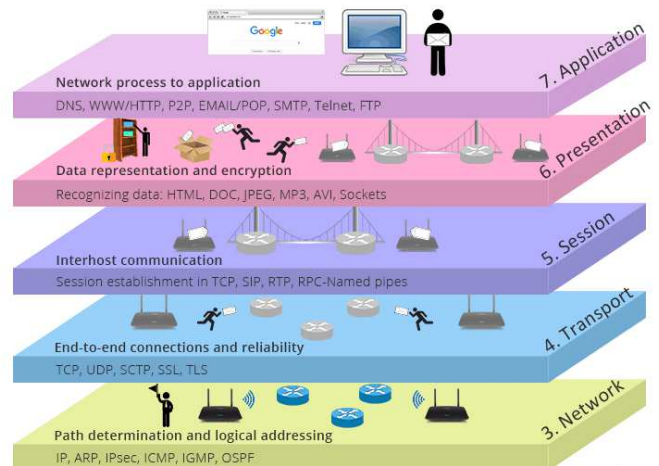 Google
7. Application
Network process to application
DNS, WWW/HTTP, P2P, EMAIL/POP, SMTP, Telnet, FTP
6. Presentation
Data representation and encryption
Recognizing data: HTML, DOC, JPEG, MP3, AVI, Sockets
5. Session
Interhost communication
Session establishment in TCP, SIP, RTP, RPC-Named pipes
4. Transport
End-to-end connections and reliability
TCP, UDP, SCTP, SSL, TLS
3. Network
Path determination and logical addressing
IP, ARP, IPsec, ICMP, IGMP, OSPF